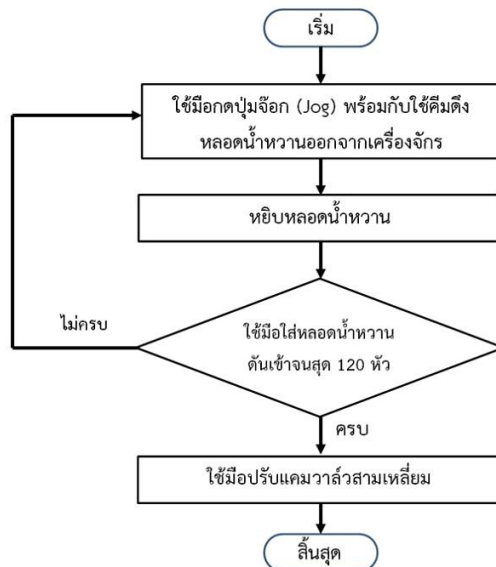 เริ่ม
ใช้มือกดปุ่มจ๊อก (Jog) พร้อมกับใช้คีมดึง
หลอดน้ำหวานออกจากเครื่องจักร
หยิบหลอดน้ำหวาน
ไม่ครบ
ใช้มือใส่หลอดน้ำหวาน
ดันเข้าจนสุด 120 หัว
ครบ
ใช้มือปรับแคมวาล์วสามเหลี่ยม
สิ้นสุด